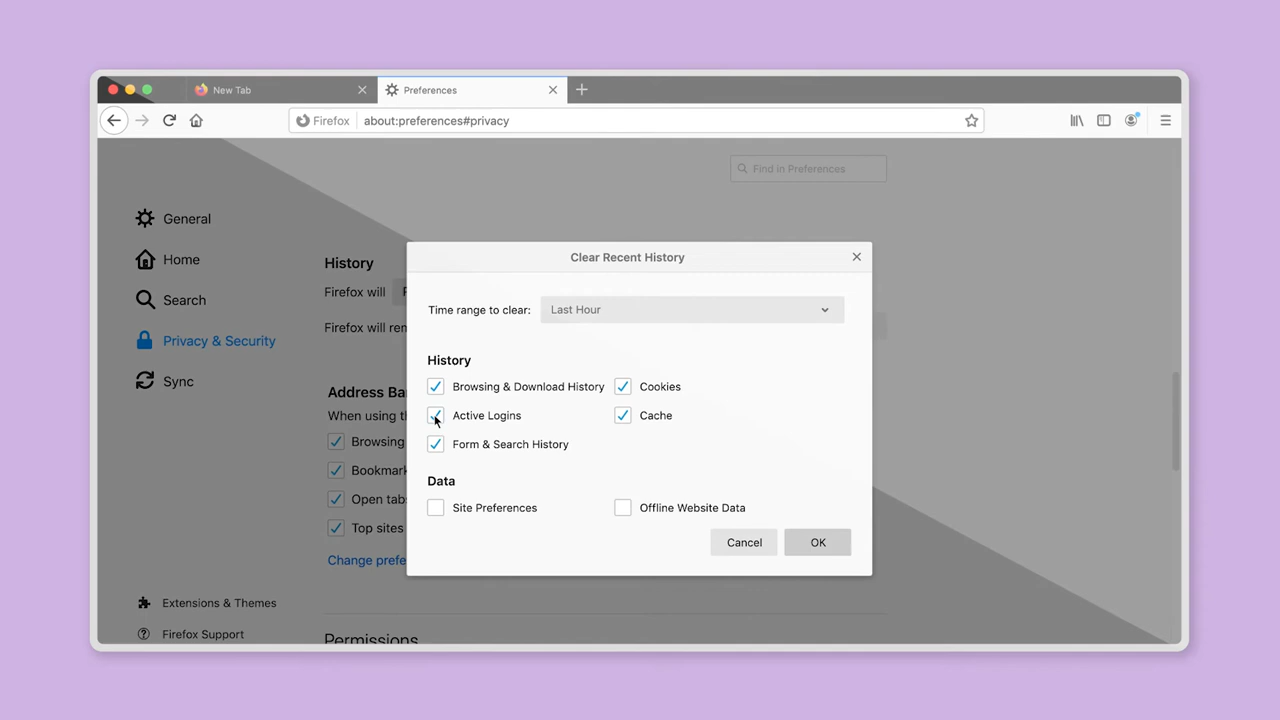 New Tab
Preferences
Firefox
about:preferences#privacy
Find in Preferences
General
Home
Search
Privacy & Security
Sync
Extensions & Themes
Firefox Support
History
Firefox will
Firefox will rem
Address Ba
When using th
Browsing
Bookmark
Open tabs
Top sites
Change prefe
Permissions
Clear Recent History
Time range to clear: Last Hour
History
Browsing & Download History Cookies
Active Logins Cache
Form & Search History
Data
Site Preferences Offline Website Data
Cancel OK